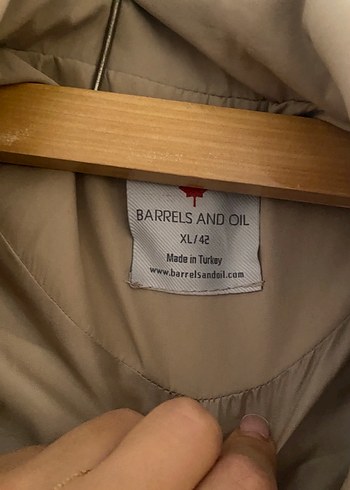 BARRELS AND OIL
XL/42
Made in Turkey
www.barrelsandoil.com